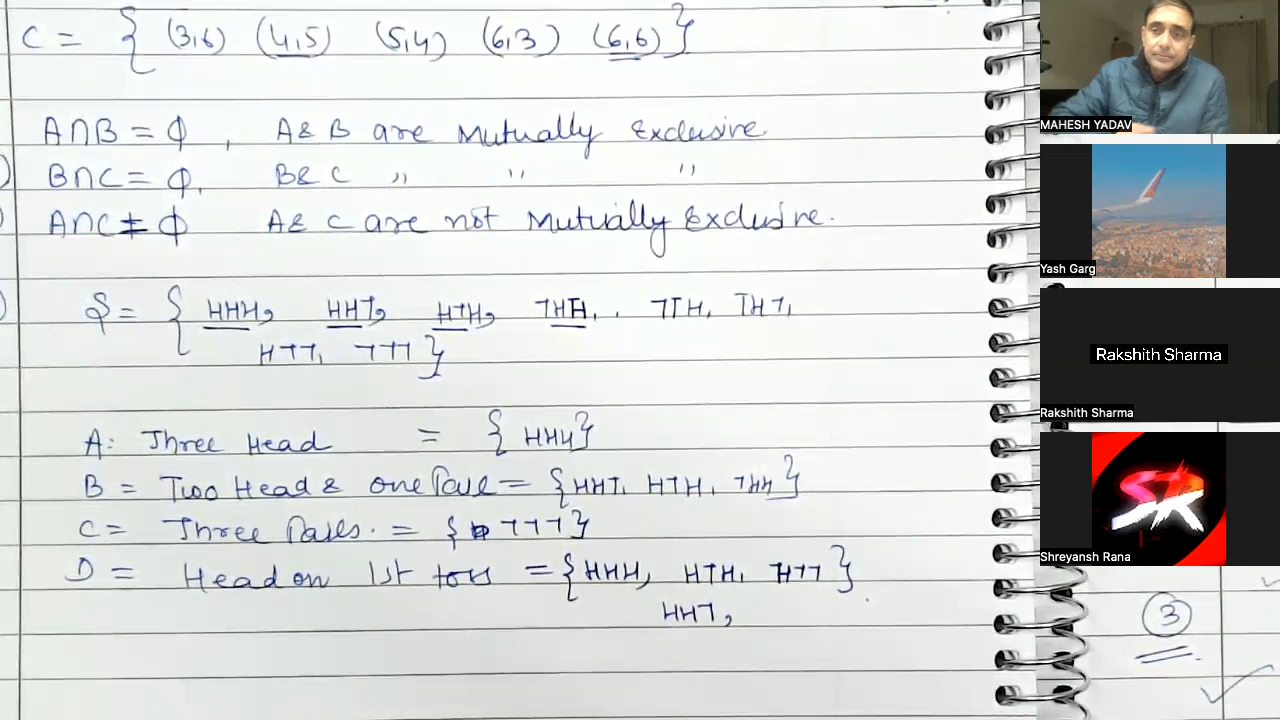 C = { (3,6) (4,5) (5,4) (6,3) (6,6) }
A∩B = ϕ , A & B are Mutually Exclusive
B∩C = ϕ, B & C ,, ,, ,,
A∩C ≠ ϕ A & C are not Mutually Exclusive.
S = { HHH, HHT, HTH, THH, . TTH, THT,
HTT, TTT }
A: Three Head = { HHH }
B = Two Head & one Tail = { HHT, HTH, THH }
C = Three Tails. = { TTT }
D = Head on 1st toss = { HHH, HTH, HTT }
HHT,
3
MAHESH YADAV
Yash Garg
Rakshith Sharma
Rakshith Sharma
SR
Shreyansh Rana